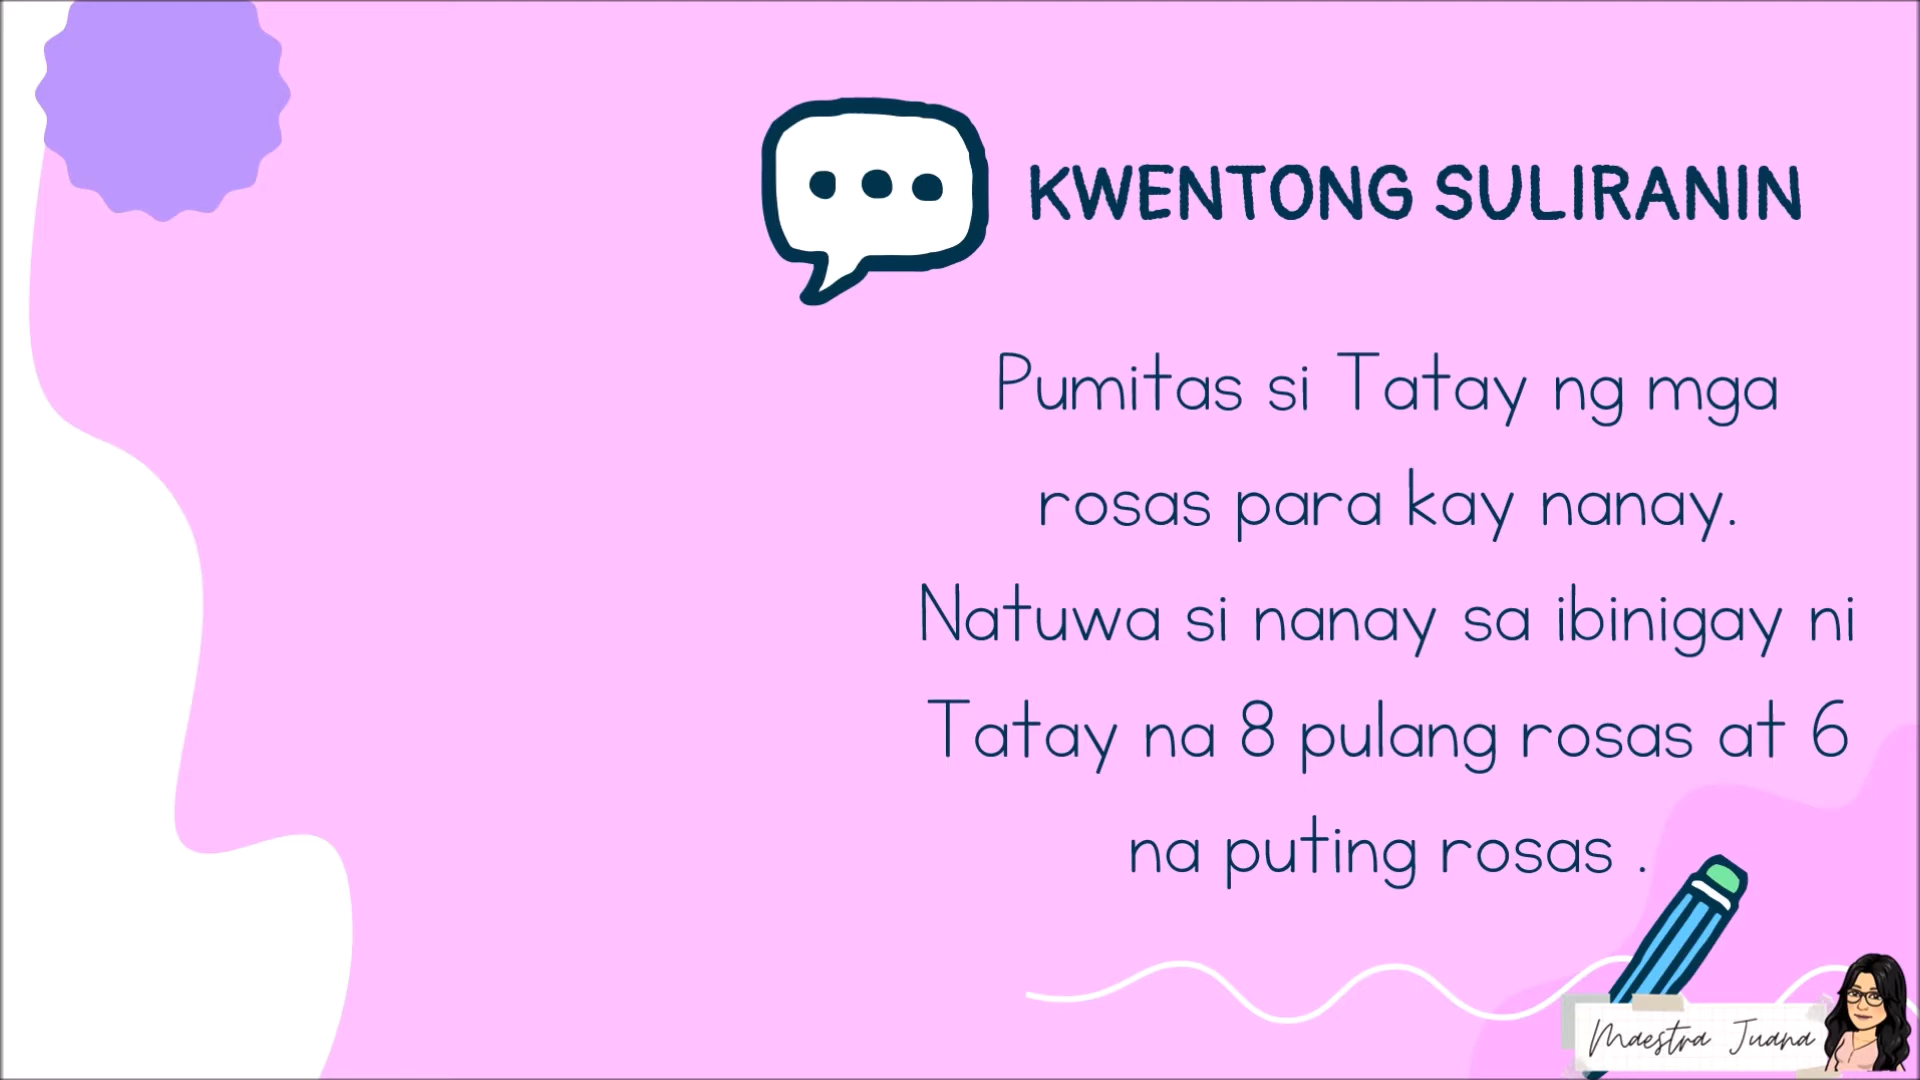 KWENTONG SULIRANIN
Pumitas si Tatay ng mga
rosas para kay nanay.
Natuwa si nanay sa ibinigay ni
Tatay na 8 pulang rosas at 6
na puting rosas .
Maestra Juana